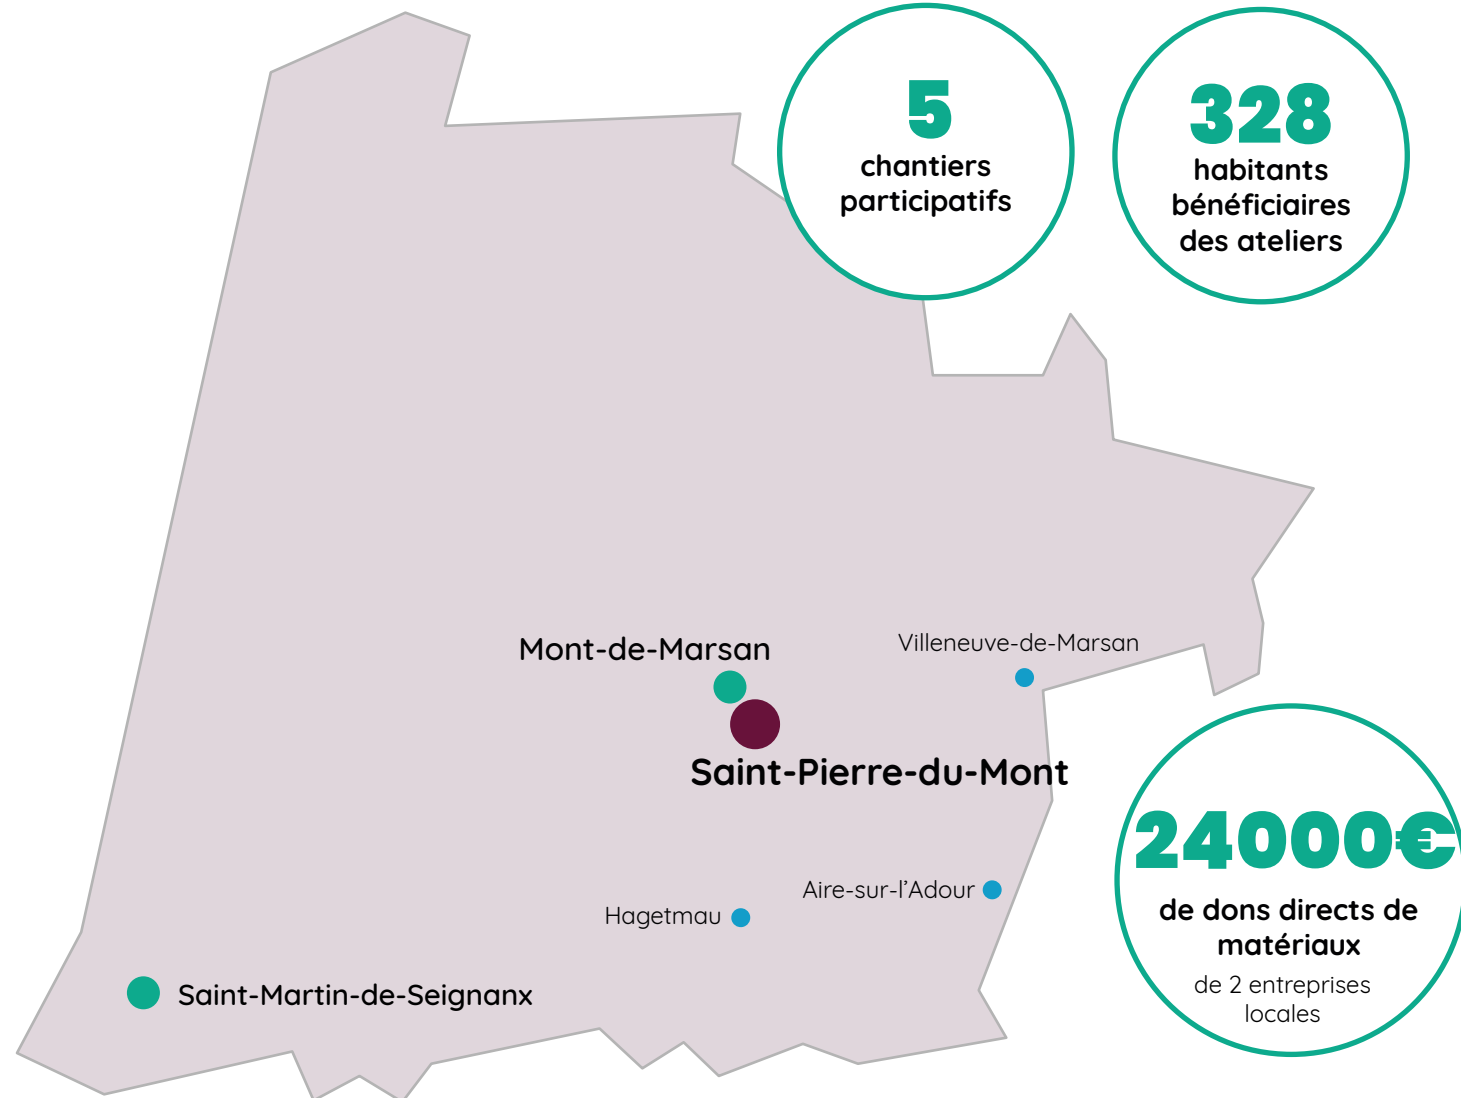 5
chantiers
participatifs
328
habitants
bénéficiaires
des ateliers
Mont-de-Marsan
Villeneuve-de-Marsan
Saint-Pierre-du-Mont
Aire-sur-l'Adour
Hagetmau
Saint-Martin-de-Seignanx
24000€
de dons directs de
matériaux
de 2 entreprises
locales